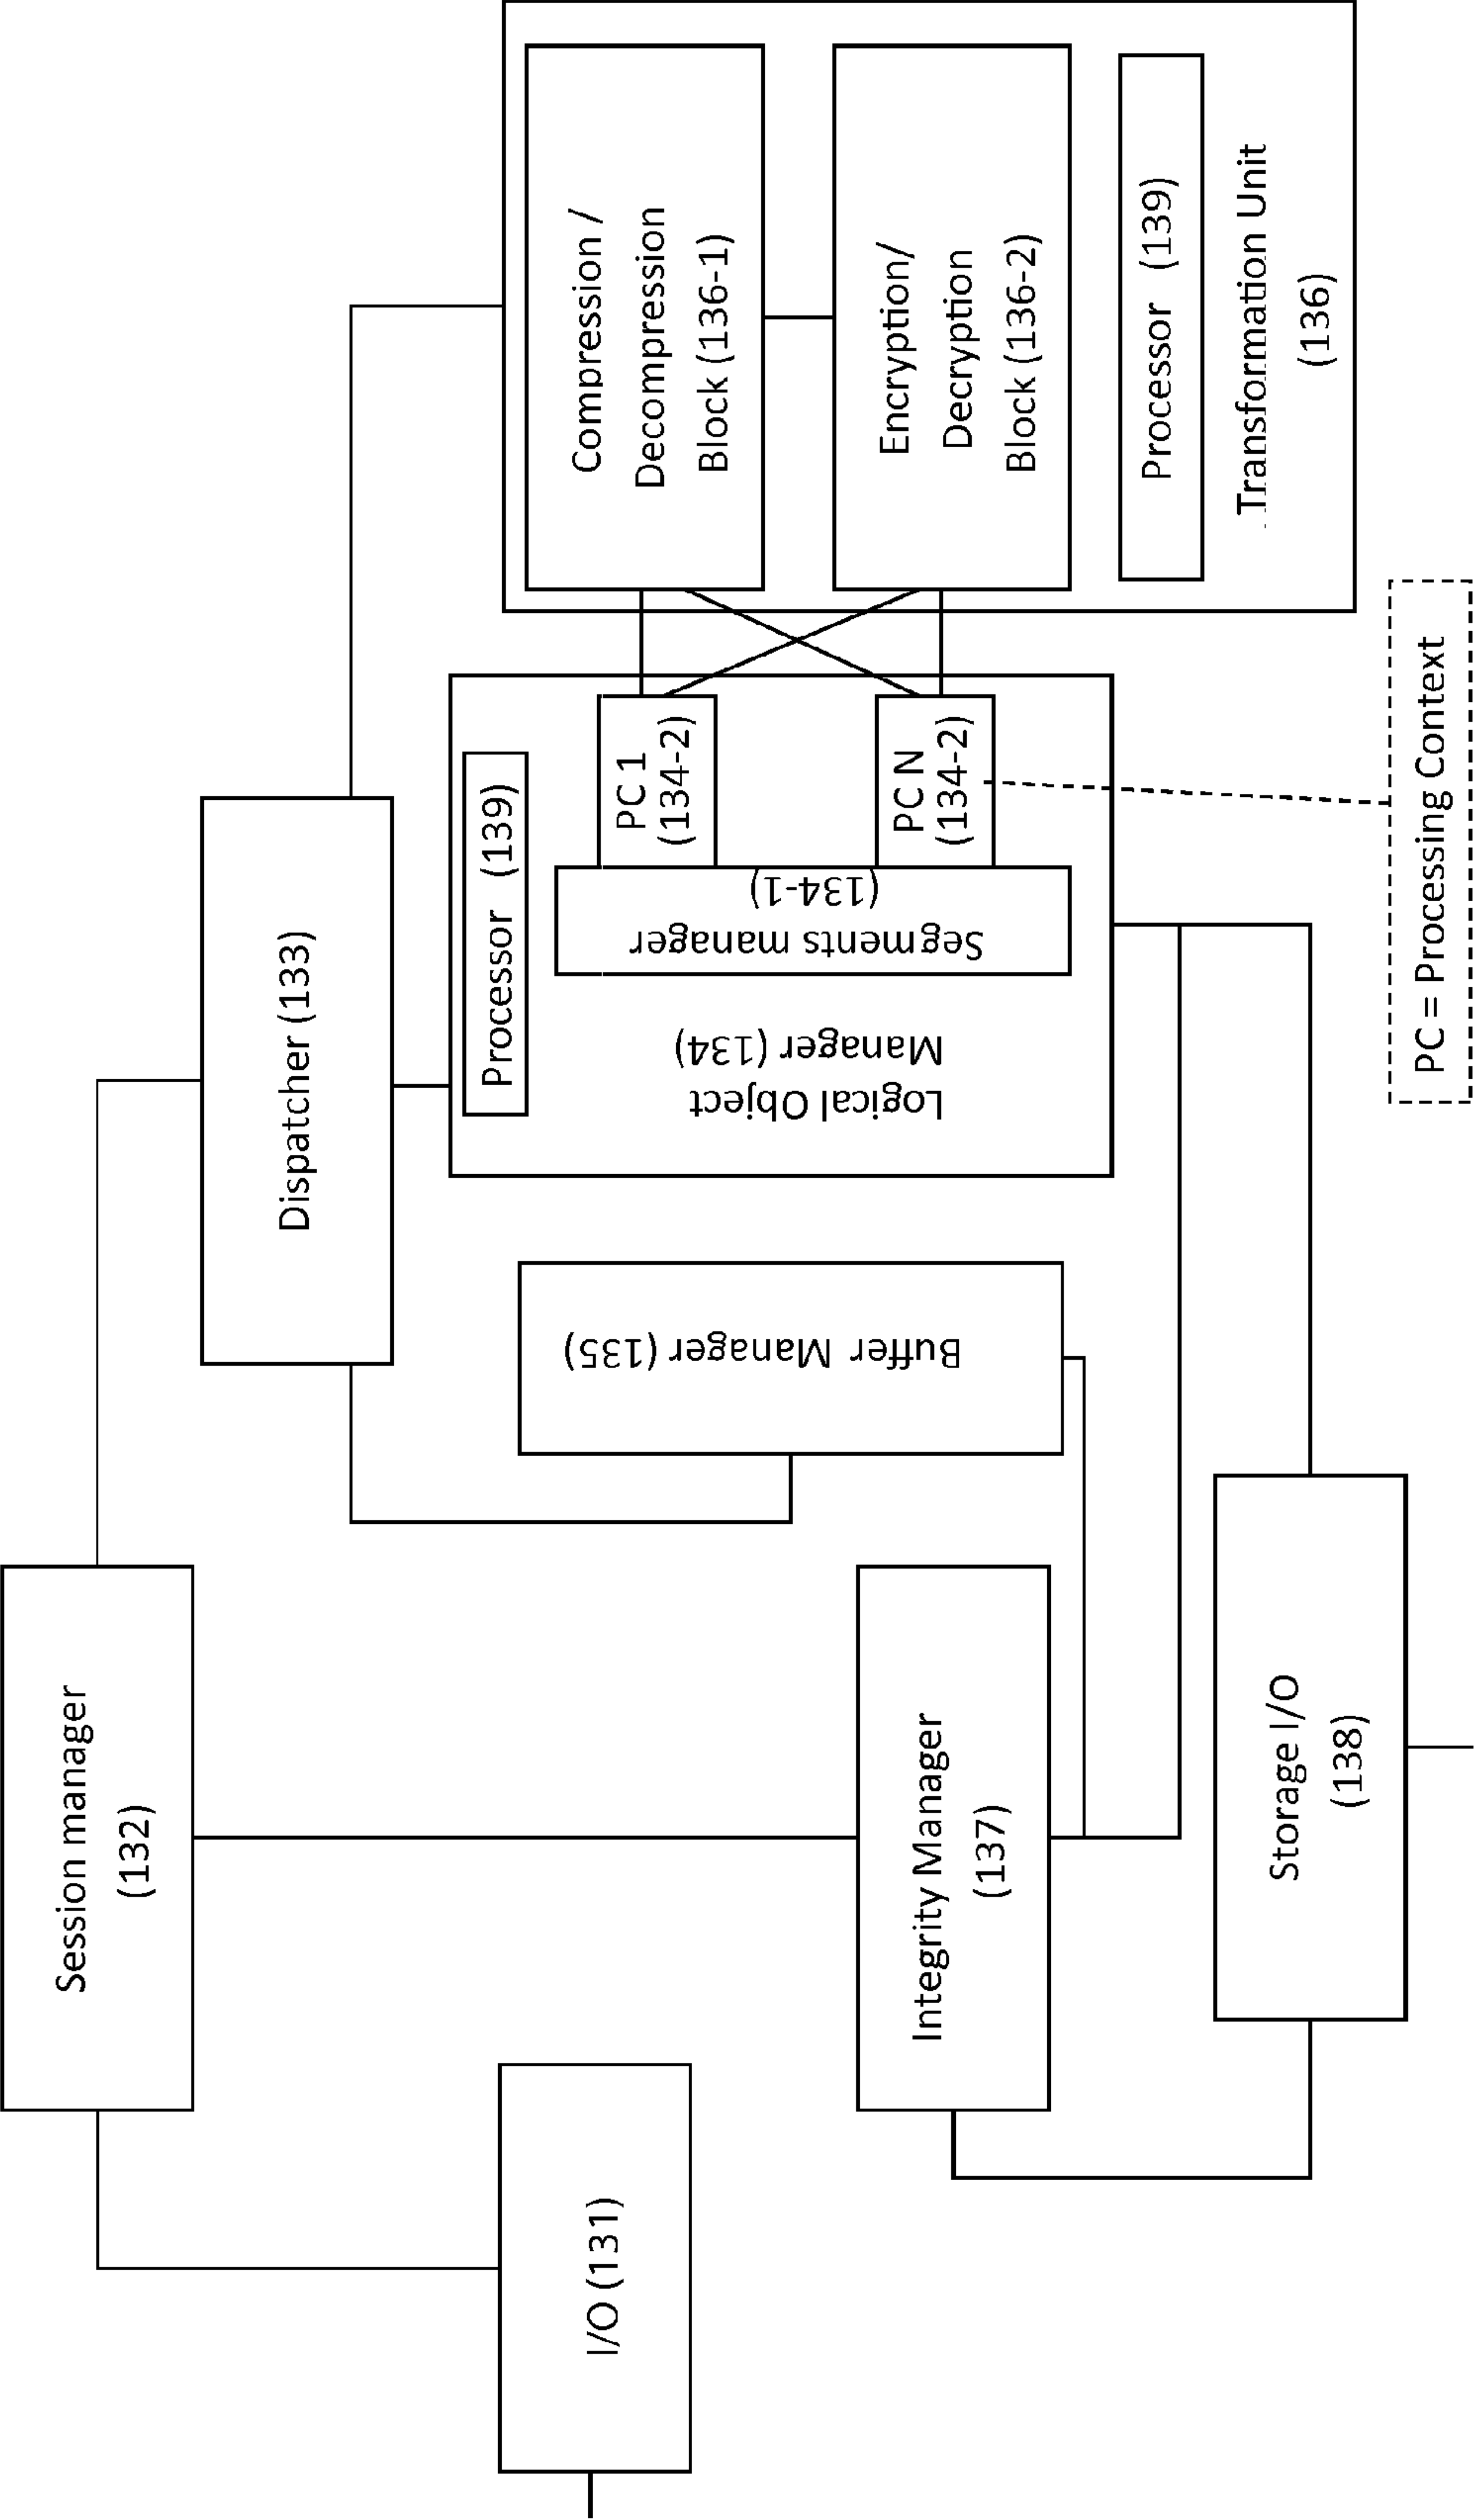 Session manager
(132)
I/O (131)
Dispatcher (133)
Integrity Manager
(137)
Buffer Manager (135)
Storage I/O
(138)
Logical Object
Manager (134)
Processor (139)
Segments manager
(134-1)
PC 1
(134-2)
PC N
(134-2)
Compression /
Decompression
Block (136-1)
Encryption/
Decryption
Block (136-2)
Processor (139)
Transformation Unit
(136)
PC = Processing Context